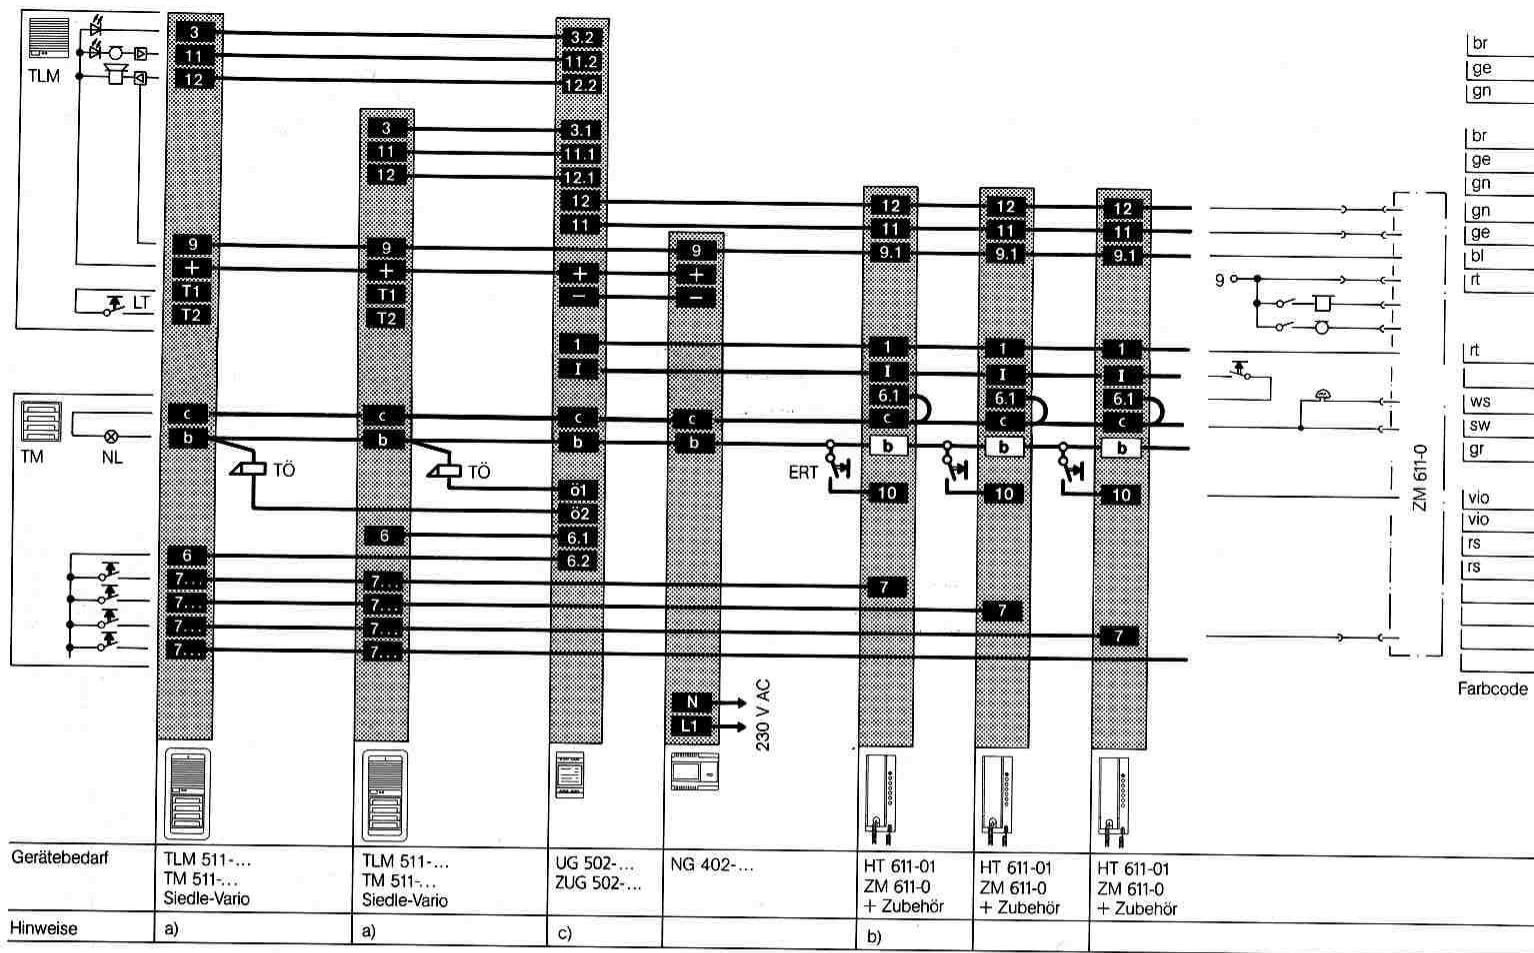 TLM
LT
TM
NL
3
11
12
9
+
T1
T2
c
b
TÖ
6
7...
7...
7...
7...
3
11
12
9
+
T1
T2
c
b
TÖ
6
7...
7...
7...
7...
3.2
11.2
12.2
3.1
11.1
12.1
12
11
+
−
1
I
c
b
ö1
ö2
6.1
6.2
9
+
−
c
b
N
L1
230 V AC
ERT
12
11
9.1
1
I
6.1
c
b
10
7
12
11
9.1
1
I
6.1
c
b
10
7
12
11
9.1
1
I
6.1
c
b
10
7
9
ZM 611-0
br
ge
gn
br
ge
gn
gn
ge
bl
rt
rt
ws
sw
gr
vio
vio
rs
rs
Farbcode
Gerätebedarf
TLM 511-...
TM 511-...
Siedle-Vario
TLM 511-...
TM 511-...
Siedle-Vario
UG 502-...
ZUG 502-...
NG 402-...
HT 611-01
ZM 611-0
+ Zubehör
HT 611-01
ZM 611-0
+ Zubehör
HT 611-01
ZM 611-0
+ Zubehör
Hinweise
a)
a)
c)
b)